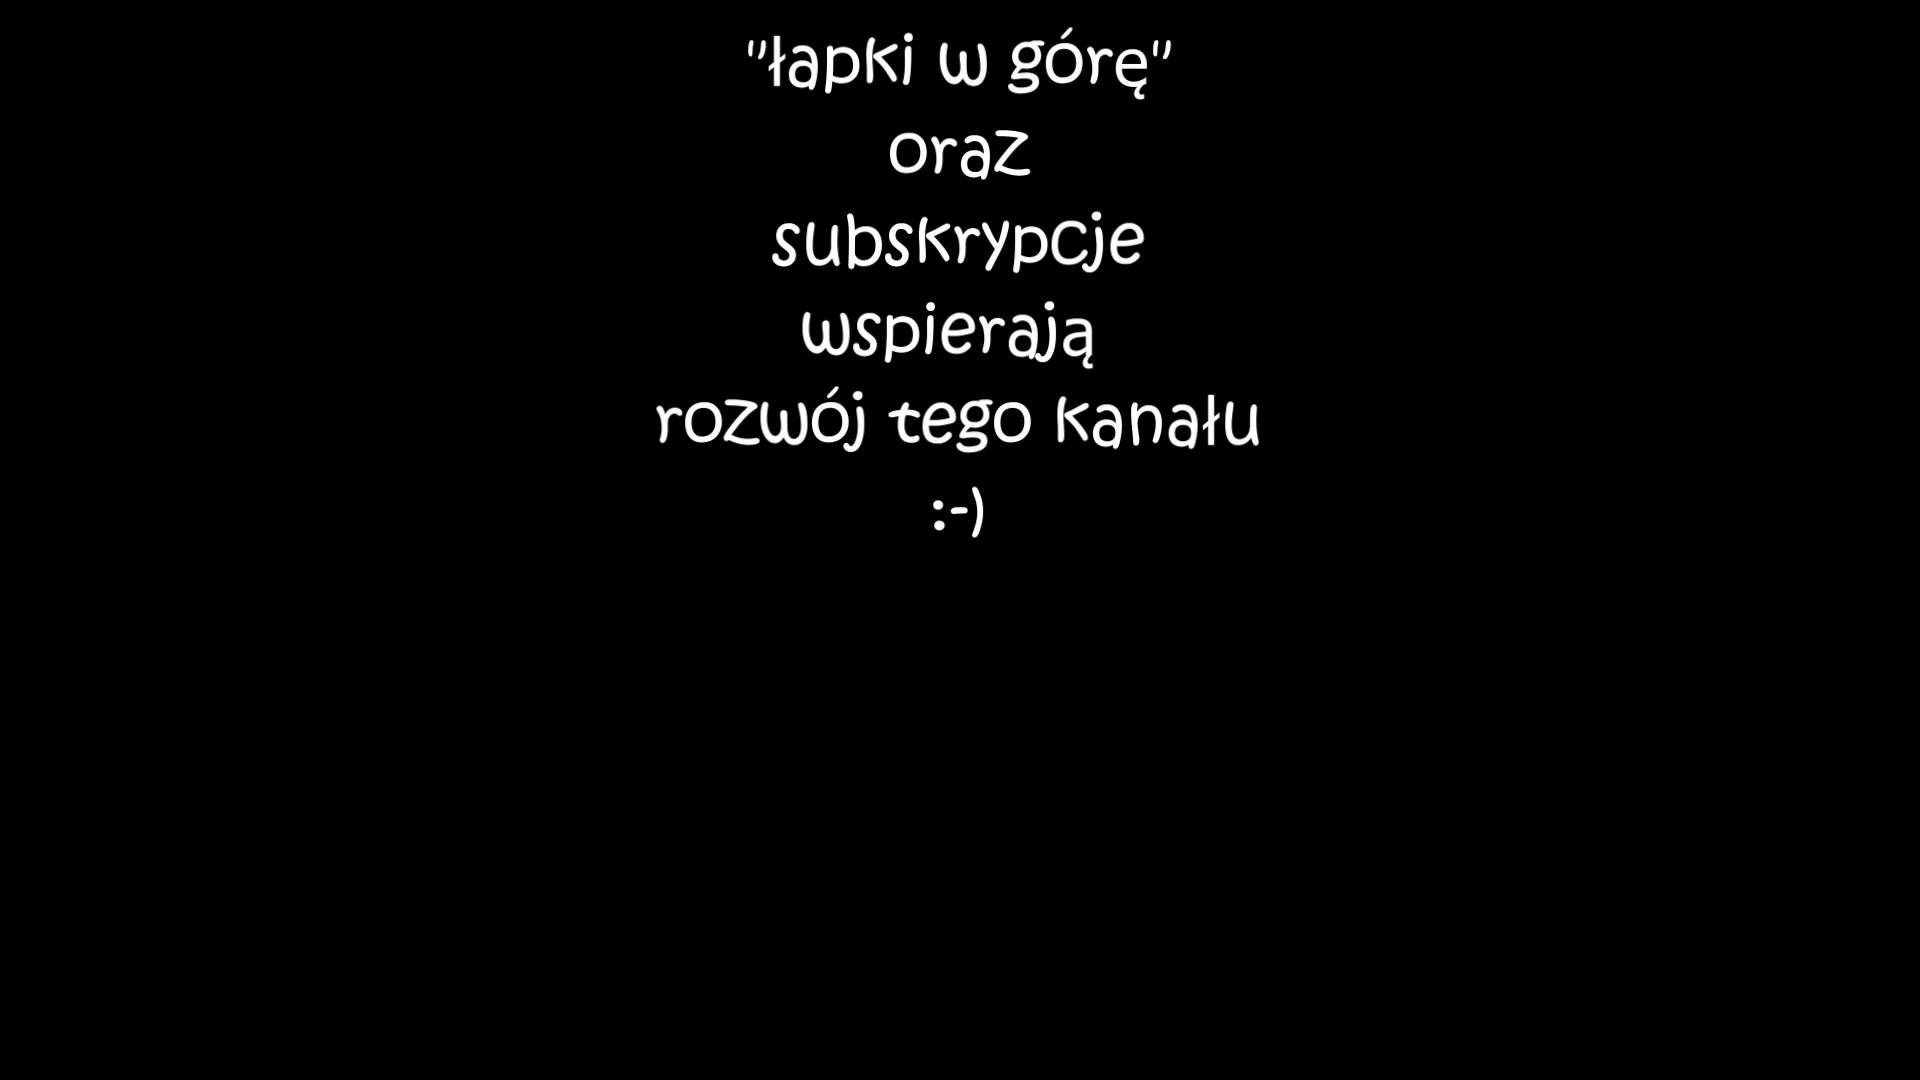 "łapki w górę"
oraz
subskrypcje
wspierają
rozwój tego kanału
:-)